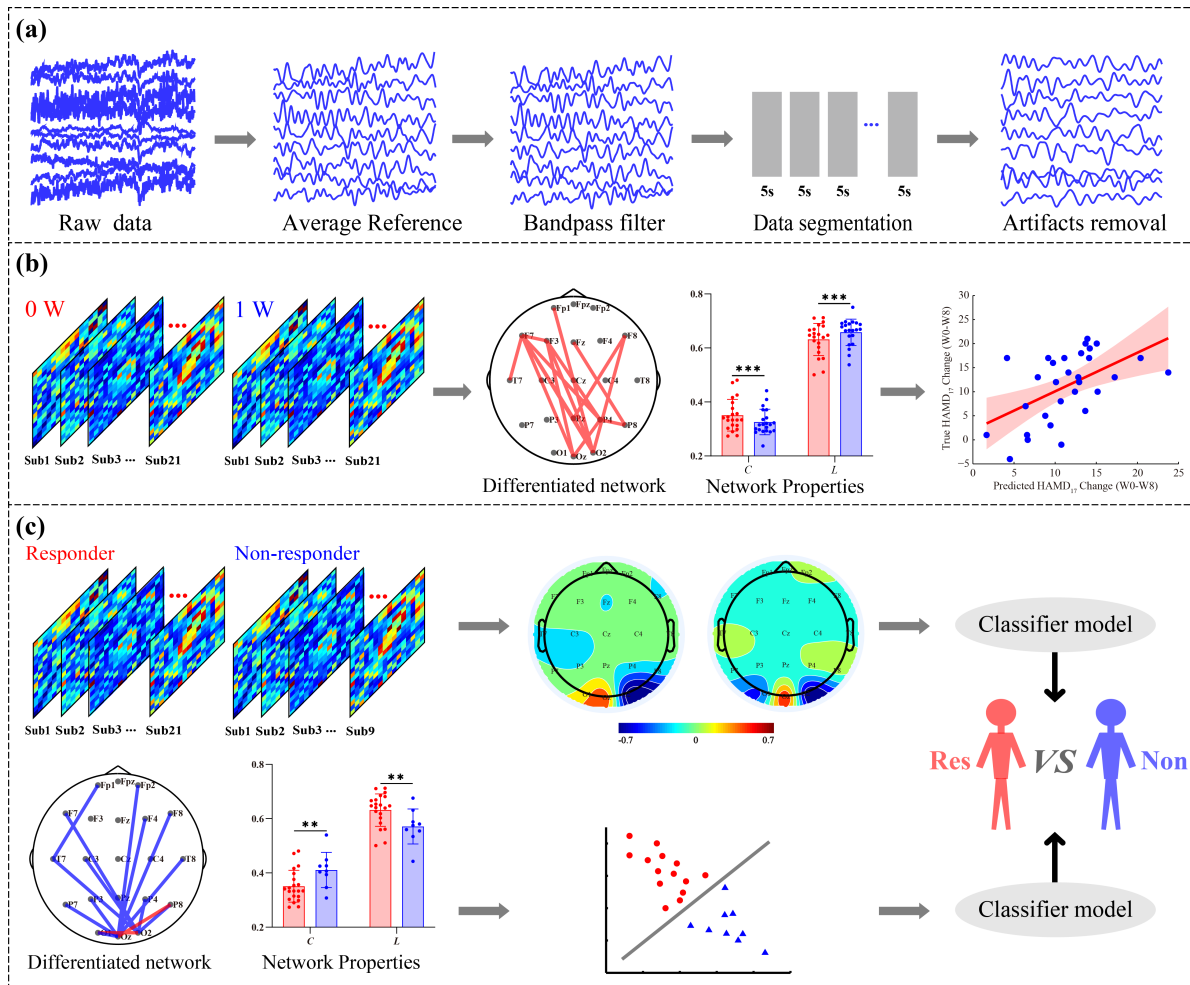 (a)
Raw data
Average Reference
Bandpass filter
5s 5s 5s ... 5s
Data segmentation
Artifacts removal
(b)
0 W
...
Sub1 Sub2 Sub3 ... Sub21
1 W
...
Sub1 Sub2 Sub3 ... Sub21
Fp1 Fpz Fp2
F7 F3 Fz F4 F8
T7 C3 Cz C4 T8
P7 P3 Pz P4 P8
O1 Oz O2
Differentiated network
0.8
0.6
0.4
0.2
***
***
C L
Network Properties
True HAMD17 Change (W0-W8)
30
25
20
15
10
5
0
−5
0 5 10 15 20 25
Predicted HAMD17 Change (W0-W8)
(c)
Responder
...
Sub1 Sub2 Sub3 ... Sub21
Non-responder
...
Sub1 Sub2 Sub3 ... Sub9
Fp2
F3 Fz F4
C3 Cz C4
P3 Pz P4
F3 Fz F4
C3 Cz C4
P3 Pz P4
-0.7 0 0.7
Classifier model
Res VS Non
Classifier model
Fp1 Fpz Fp2
F7 F3 Fz F4 F8
T7 C3 Cz C4 T8
P7 P3 Pz P4 P8
O1 Oz O2
Differentiated network
0.8
0.6
0.4
0.2
**
**
C L
Network Properties